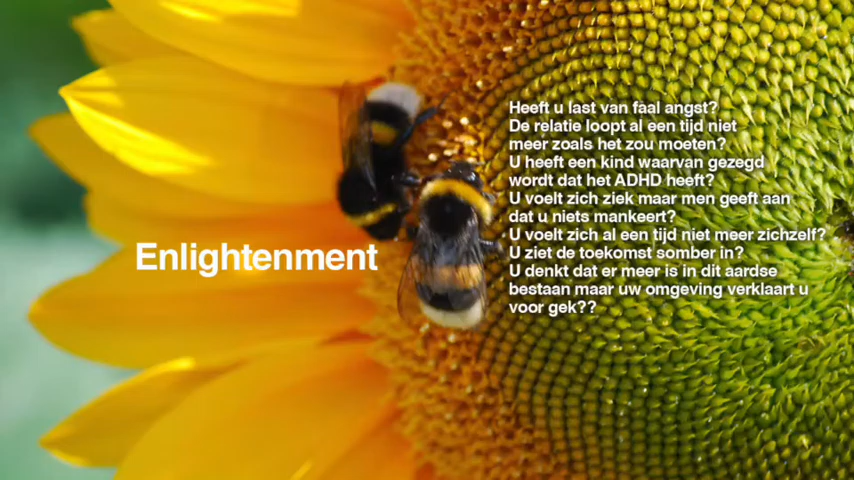 Enlightenment
Heeft u last van faal angst?
De relatie loopt al een tijd niet
meer zoals het zou moeten?
U heeft een kind waarvan gezegd
wordt dat het ADHD heeft?
U voelt zich ziek maar men geeft aan
dat u niets mankeert?
U voelt zich al een tijd niet meer zichzelf?
U ziet de toekomst somber in?
U denkt dat er meer is in dit aardse
bestaan maar uw omgeving verklaart u
voor gek??